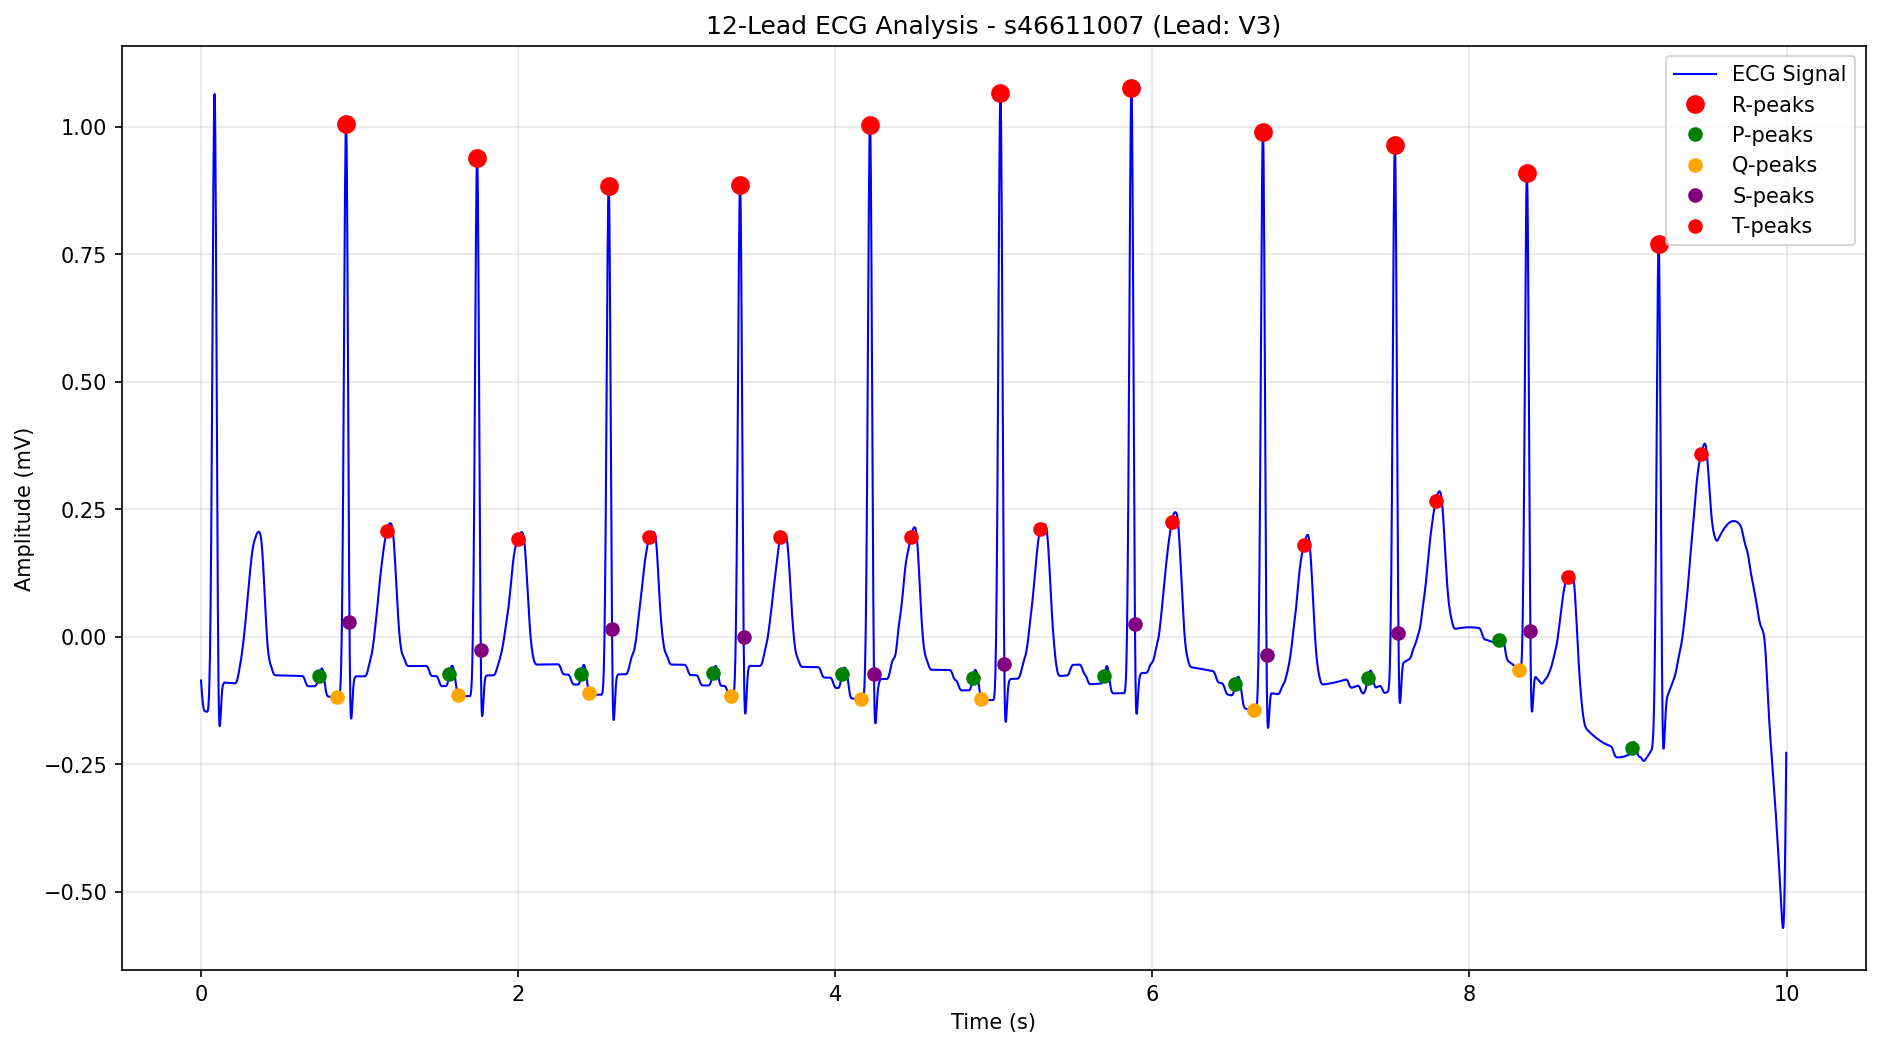 12-Lead ECG Analysis - s46611007 (Lead: V3)
ECG Signal
R-peaks
P-peaks
Q-peaks
S-peaks
T-peaks
Amplitude (mV)
1.00
0.75
0.50
0.25
0.00
−0.25
−0.50
0 2 4 6 8 10
Time (s)